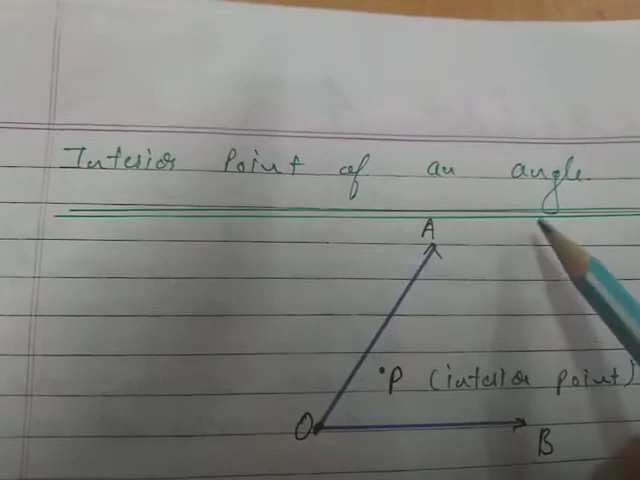 Interior Point of an angle.
A
•P (interior point)
O
B